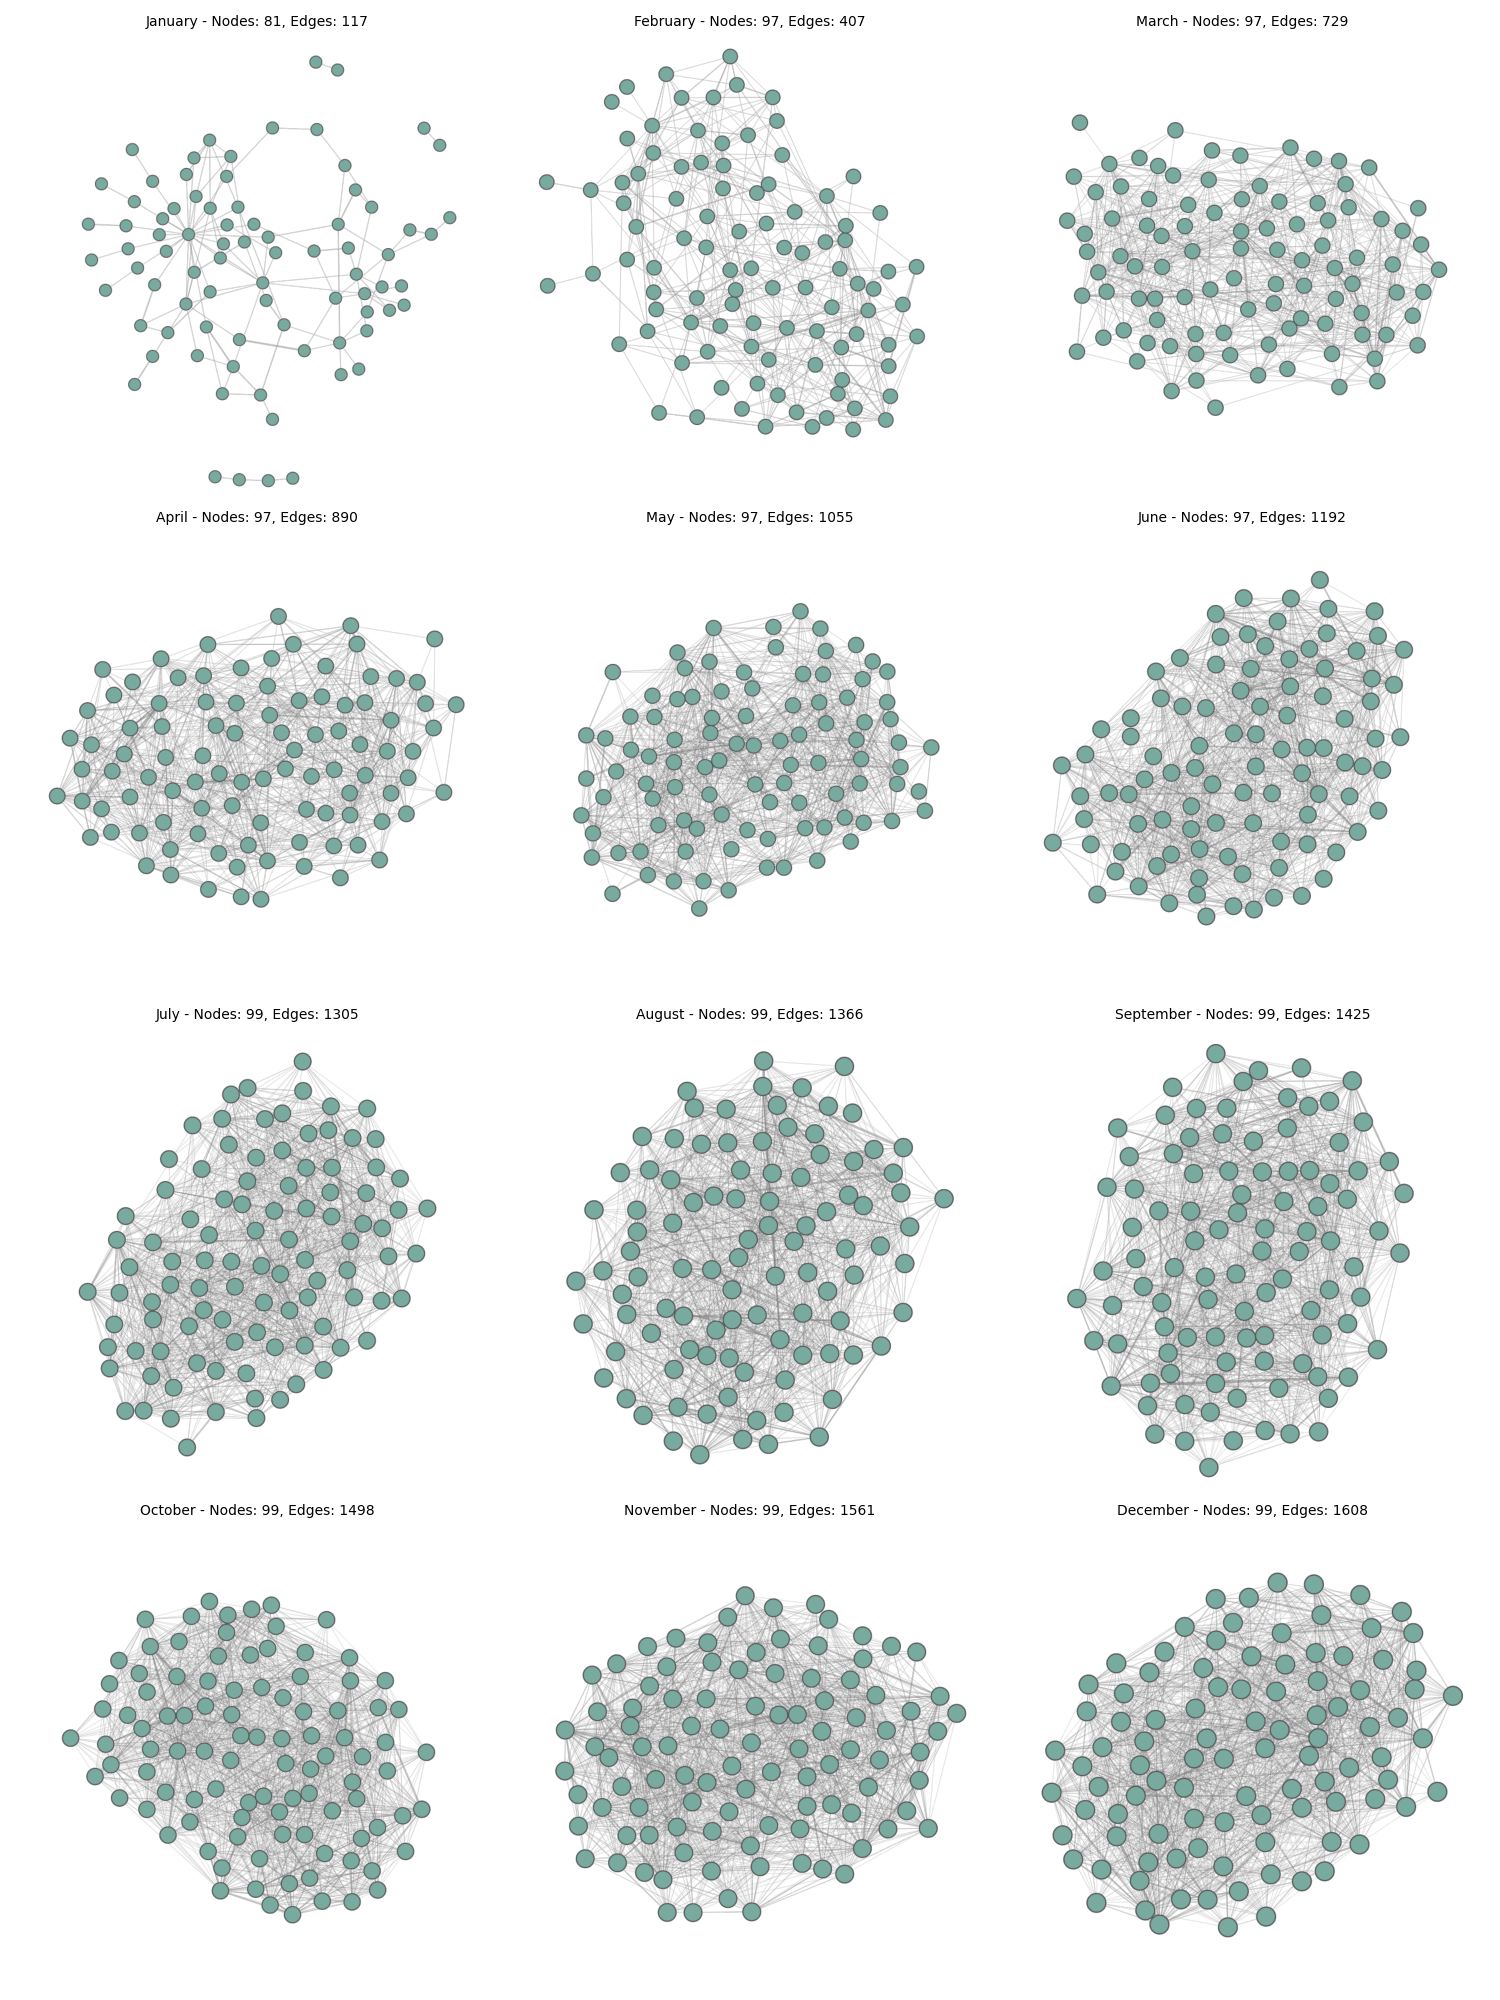 January - Nodes: 81, Edges: 117
February - Nodes: 97, Edges: 407
March - Nodes: 97, Edges: 729
April - Nodes: 97, Edges: 890
May - Nodes: 97, Edges: 1055
June - Nodes: 97, Edges: 1192
July - Nodes: 99, Edges: 1305
August - Nodes: 99, Edges: 1366
September - Nodes: 99, Edges: 1425
October - Nodes: 99, Edges: 1498
November - Nodes: 99, Edges: 1561
December - Nodes: 99, Edges: 1608